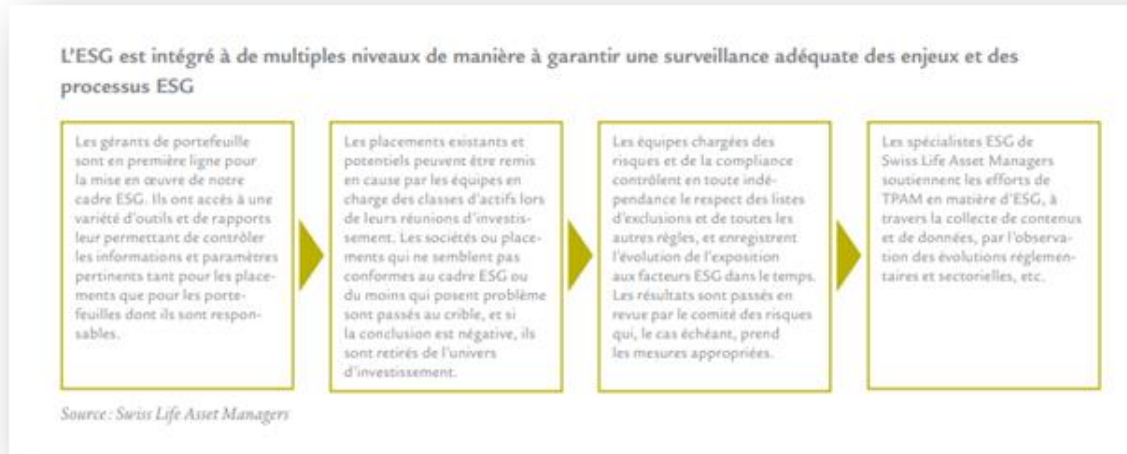 L'ESG est intégré à de multiples niveaux de manière à garantir une surveillance adéquate des enjeux et des
processus ESG
Les gérants de portefeuille
sont en première ligne pour
la mise en œuvre de notre
cadre ESG. Ils ont accès à une
variété d'outils et de rapports
leur permettant de contrôler
les informations et paramètres
pertinents tant pour les place-
ments que pour les porte-
feuilles dont ils sont respon-
sables.
Les placements existants et
potentiels peuvent être remis
en cause par les équipes en
charge des classes d'actifs lors
de leurs réunions d'investis-
sement. Les sociétés ou place-
ments qui ne semblent pas
conformes au cadre ESG ou
du moins qui posent problème
sont passés au crible, et si
la conclusion est négative, ils
sont retirés de l'univers
d'investissement.
Les équipes chargées des
risques et de la compliance
contrôlent en toute indé-
pendance le respect des listes
d'exclusions et de toutes les
autres règles, et enregistrent
l'évolution de l'exposition
aux facteurs ESG dans le temps.
Les résultats sont passés en
revue par le comité des risques
qui, le cas échéant, prend
les mesures appropriées.
Les spécialistes ESG de
Swiss Life Asset Managers
soutiennent les efforts de
TPAM en matière d'ESG, à
travers la collecte de contenus
et de données, par l'observa-
tion des évolutions réglemen-
taires et sectorielles, etc.
Source : Swiss Life Asset Managers